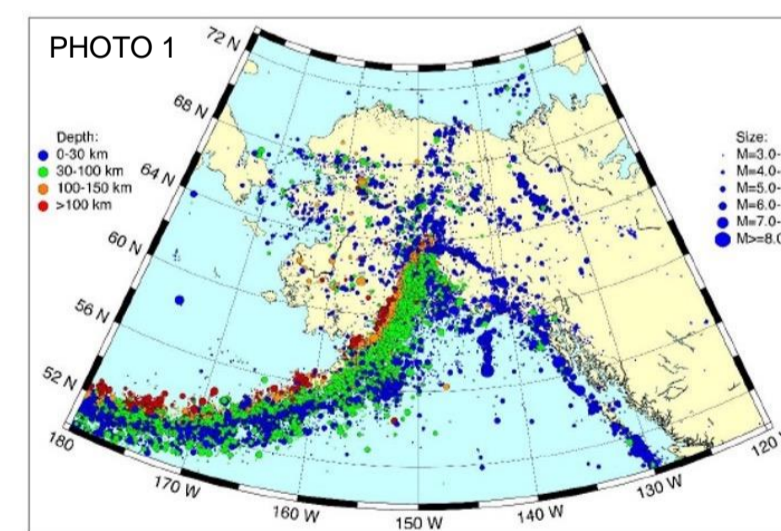 PHOTO 1
72 N
68 N
64 N
60 N
56 N
52 N
180
170 W
160 W
150 W
140 W
130 W
120 W
Depth:
0-30 km
30-100 km
100-150 km
>100 km
Size:
M=3.0-
M=4.0-
M=5.0-
M=6.0-
M=7.0-
M>=8.0